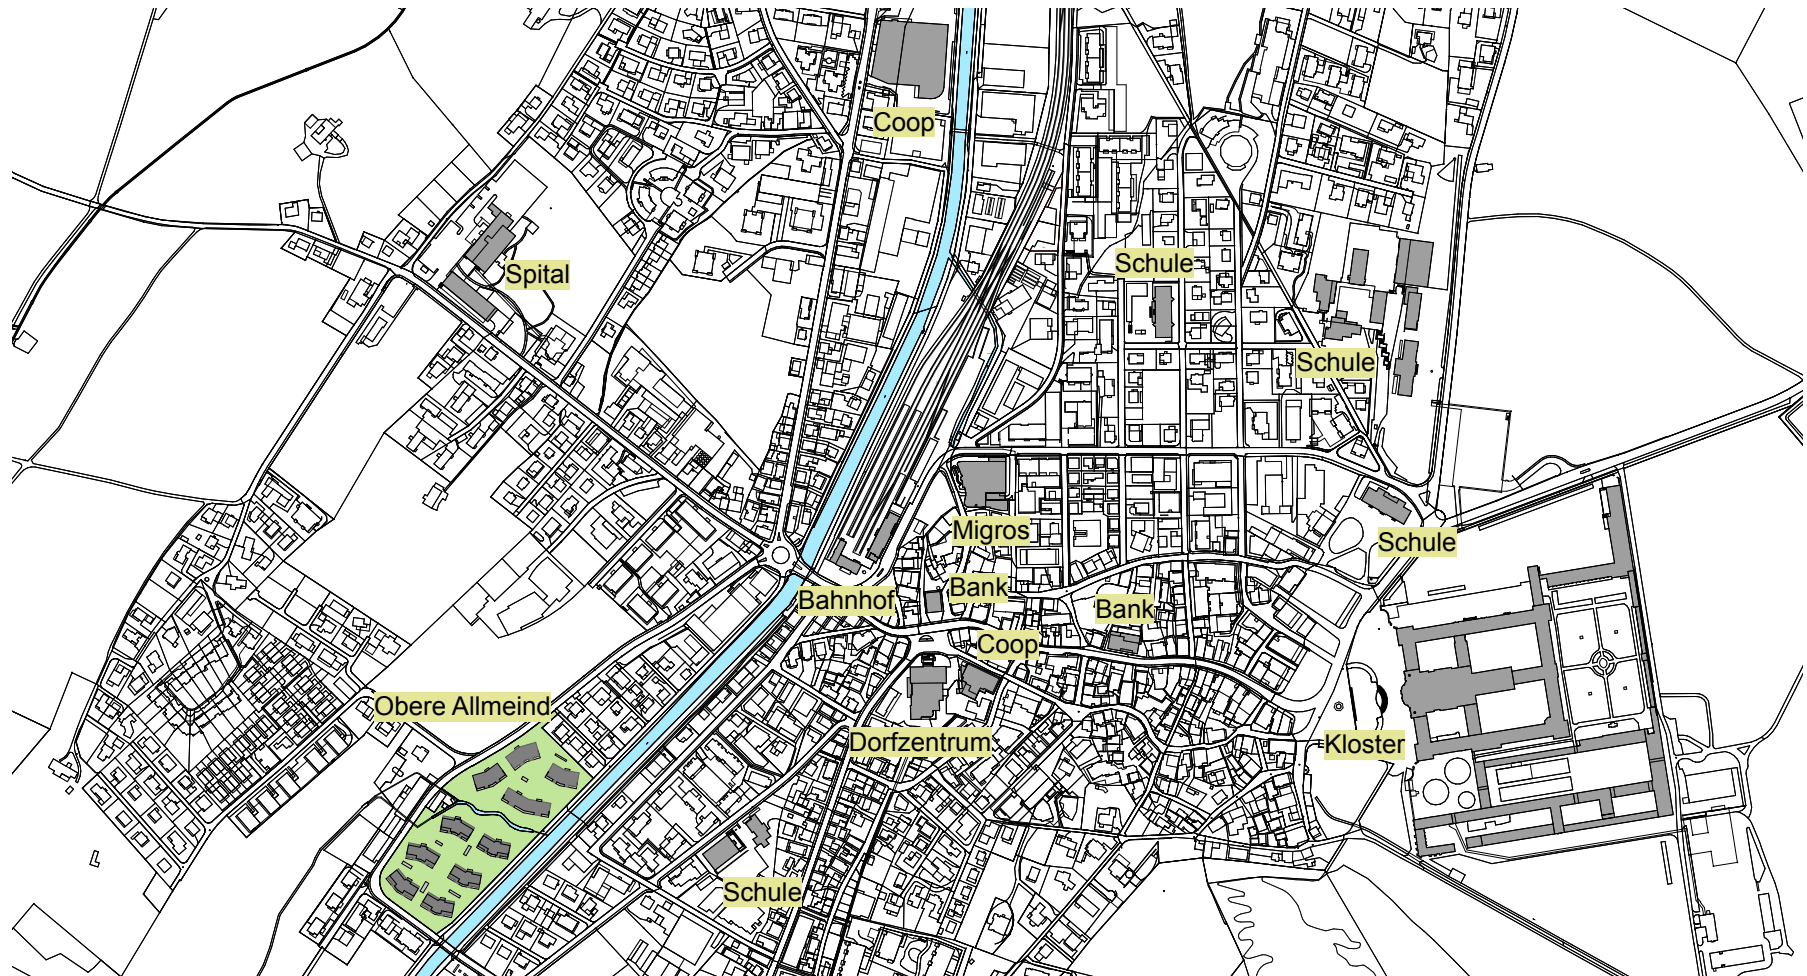 Coop
Spital
Schule
Schule
Migros
Schule
Bank
Bahnhof
Bank
Coop
Obere Allmeind
Dorfzentrum
Kloster
Schule